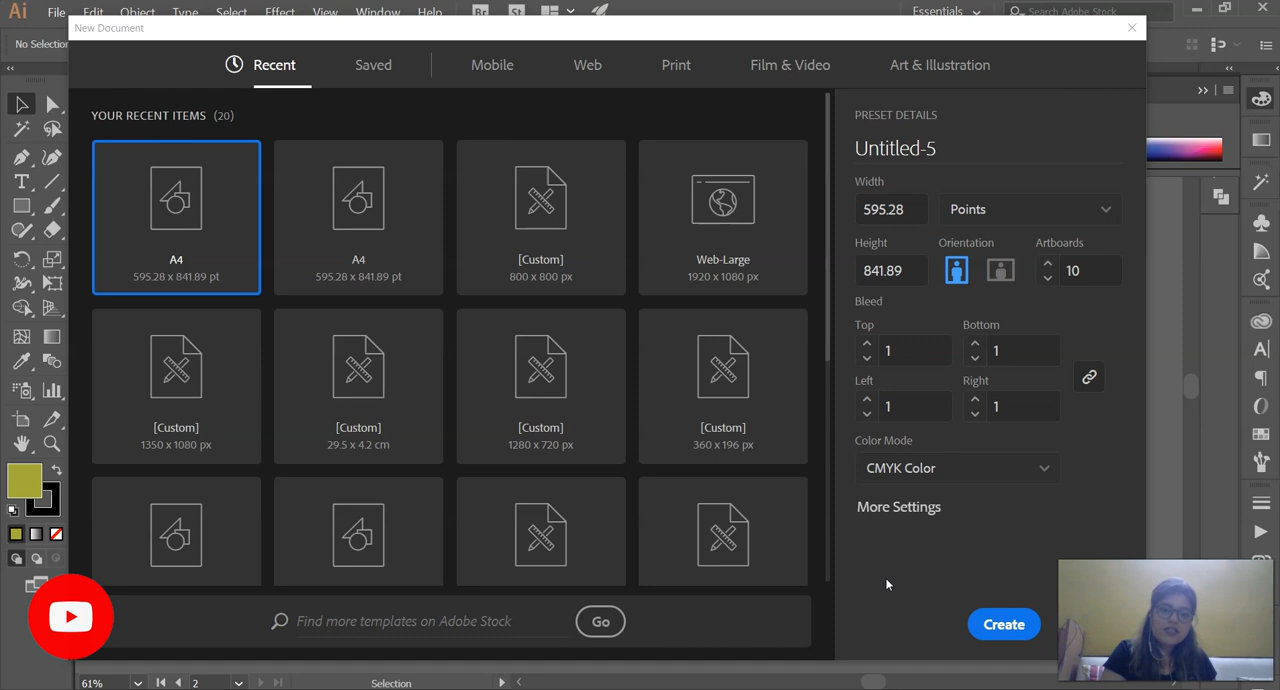 Ai File Edit Object Type Select Effect View Window Help Br St Essentials Search Adobe Stock
New Document
No Selection
Recent Saved Mobile Web Print Film & Video Art & Illustration
YOUR RECENT ITEMS (20)
A4
595.28 x 841.89 pt
A4
595.28 x 841.89 pt
[Custom]
800 x 800 px
Web-Large
1920 x 1080 px
[Custom]
1350 x 1080 px
[Custom]
29.5 x 4.2 cm
[Custom]
1280 x 720 px
[Custom]
360 x 196 px
Find more templates on Adobe Stock Go
PRESET DETAILS
Untitled-5
Width
595.28 Points
Height Orientation Artboards
841.89 10
Bleed
Top Bottom
1 1
Left Right
1 1
Color Mode
CMYK Color
More Settings
Create
61% 2 Selection